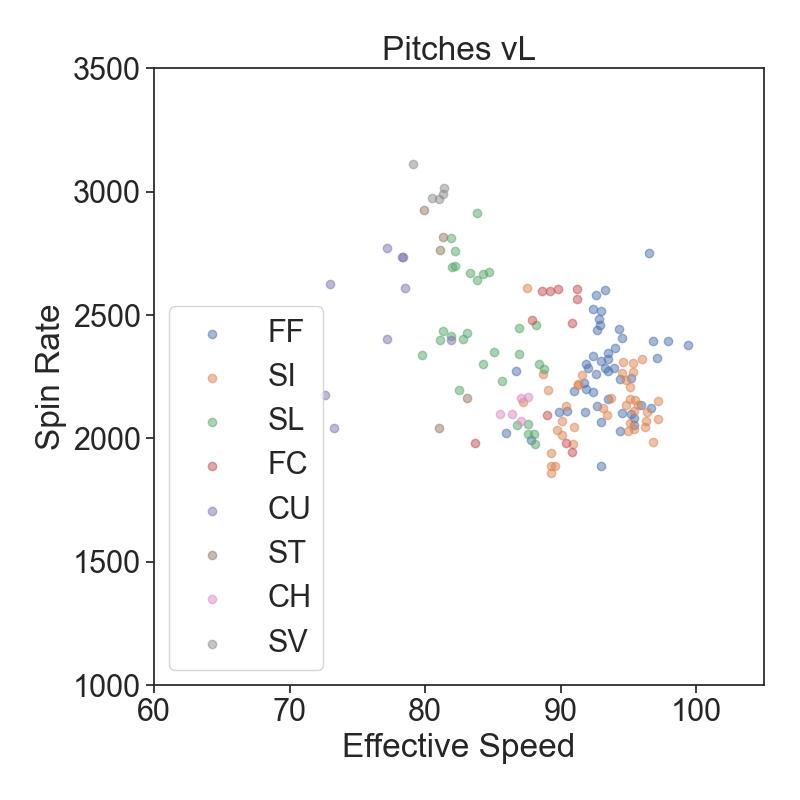 Pitches vL
3500
3000
2500
2000
1500
1000
Spin Rate
FF
SI
SL
FC
CU
ST
CH
SV
60 70 80 90 100
Effective Speed